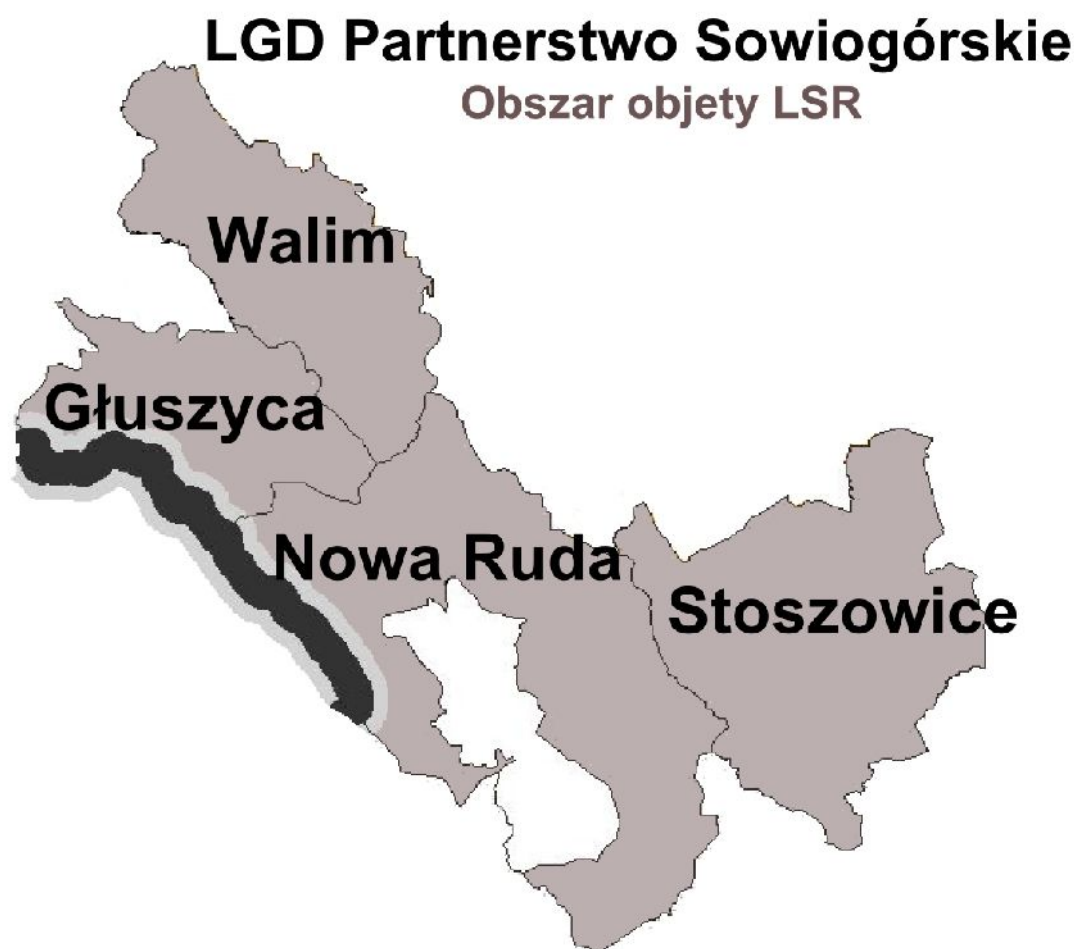 LGD Partnerstwo Sowiogórskie
Obszar objety LSR
Walim
Głuszyca
Nowa Ruda
Stoszowice